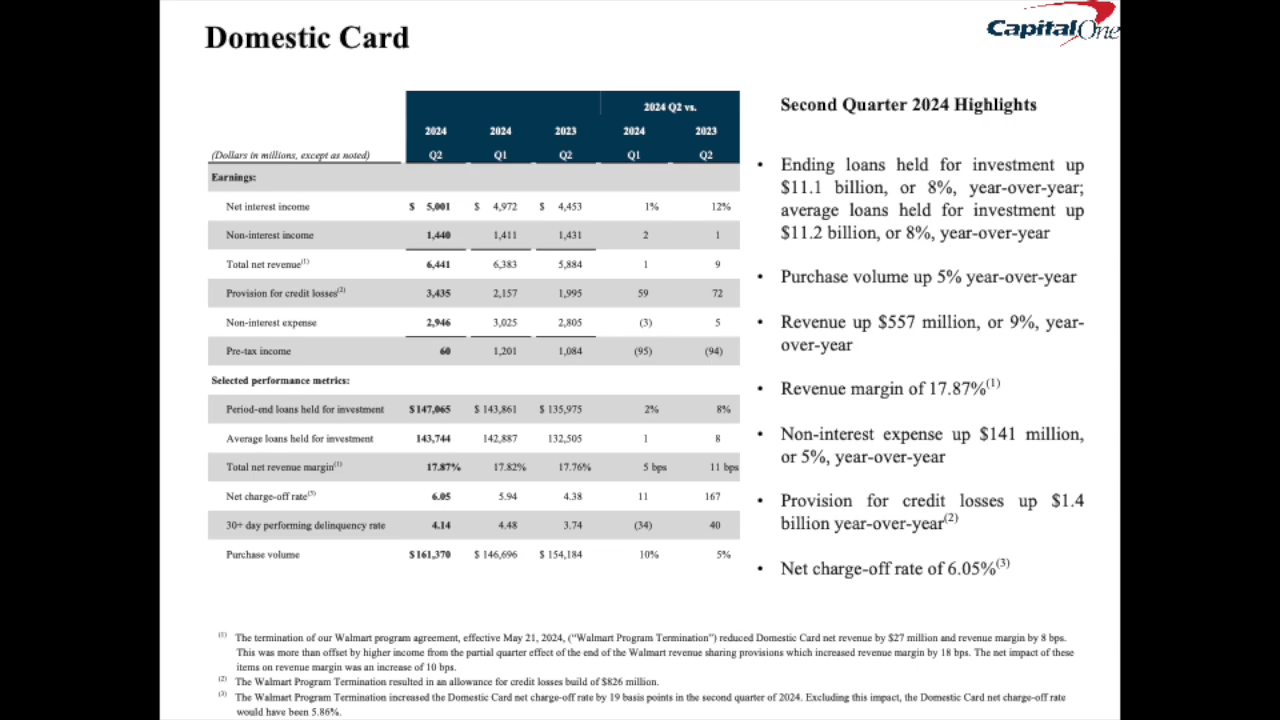 Domestic Card
CapitalOne
2024 Q2 vs.
2024 2024 2023 2024 2023
(Dollars in millions, except as noted) Q2 Q1 Q2 Q1 Q2
Earnings:
Net interest income $ 5,001 $ 4,972 $ 4,453 1% 12%
Non-interest income 1,440 1,411 1,431 2 1
Total net revenue(1) 6,441 6,383 5,884 1 9
Provision for credit losses(2) 3,435 2,157 1,995 59 72
Non-interest expense 2,946 3,025 2,805 (3) 5
Pre-tax income 60 1,201 1,084 (95) (94)
Selected performance metrics:
Period-end loans held for investment $147,065 $ 143,861 $ 135,975 2% 8%
Average loans held for investment 143,744 142,887 132,505 1 8
Total net revenue margin(1) 17.87% 17.82% 17.76% 5 bps 11 bps
Net charge-off rate(3) 6.05 5.94 4.38 11 167
30+ day performing delinquency rate 4.14 4.48 3.74 (34) 40
Purchase volume $161,370 $ 146,696 $ 154,184 10% 5%
Second Quarter 2024 Highlights
• Ending loans held for investment up
$11.1 billion, or 8%, year-over-year;
average loans held for investment up
$11.2 billion, or 8%, year-over-year
• Purchase volume up 5% year-over-year
• Revenue up $557 million, or 9%, year-
over-year
• Revenue margin of 17.87%(1)
• Non-interest expense up $141 million,
or 5%, year-over-year
• Provision for credit losses up $1.4
billion year-over-year(2)
• Net charge-off rate of 6.05%(3)
(1) The termination of our Walmart program agreement, effective May 21, 2024, ("Walmart Program Termination") reduced Domestic Card net revenue by $27 million and revenue margin by 8 bps.
This was more than offset by higher income from the partial quarter effect of the end of the Walmart revenue sharing provisions which increased revenue margin by 18 bps. The net impact of these
items on revenue margin was an increase of 10 bps.
(2) The Walmart Program Termination resulted in an allowance for credit losses build of $826 million.
(3) The Walmart Program Termination increased the Domestic Card net charge-off rate by 19 basis points in the second quarter of 2024. Excluding this impact, the Domestic Card net charge-off rate
would have been 5.86%.